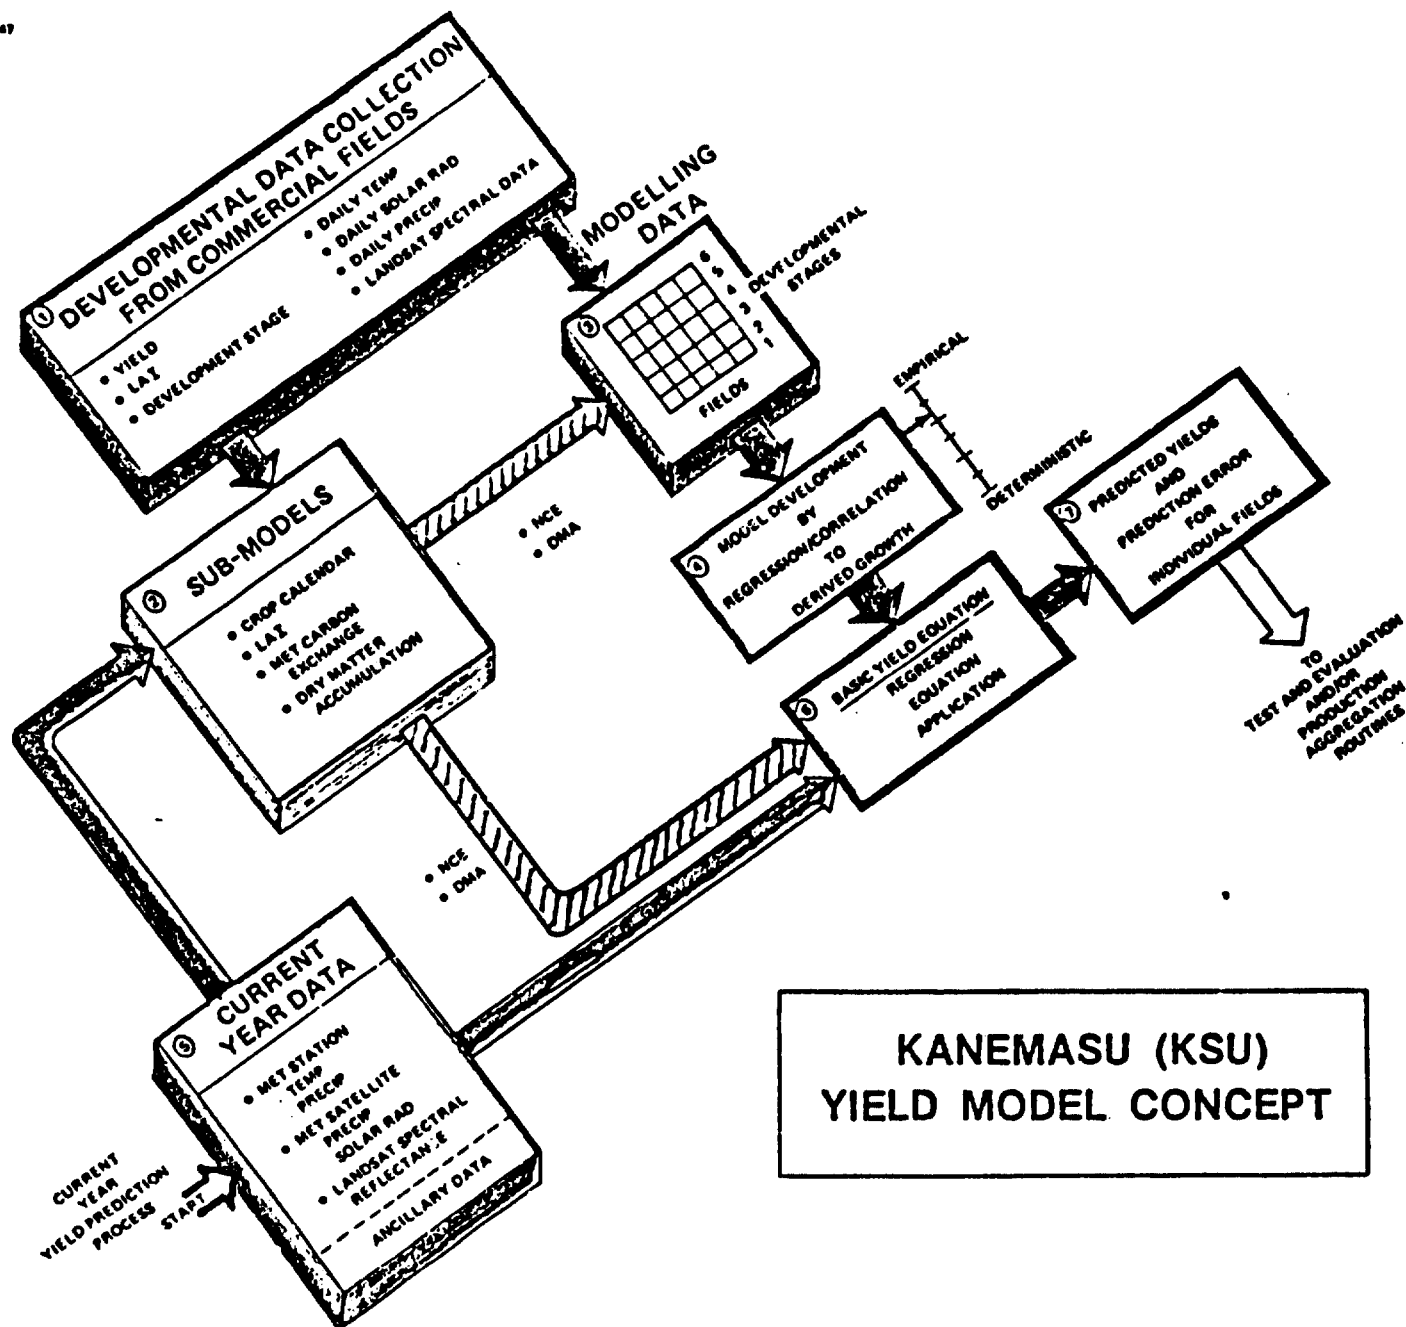 ①
DEVELOPMENTAL DATA COLLECTION
FROM COMMERCIAL FIELDS
• YIELD
• LAI
• DEVELOPMENT STAGE
• DAILY TEMP
• DAILY SOLAR RAD
• DAILY PRECIP
• LANDSAT SPECTRAL DATA
MODELLING
DATA
③
6
5
4
3
2
1
DEVELOPMENTAL
STAGES
FIELDS
②
SUB-MODELS
• CROP CALENDAR
• LAI
• MET CARBON
EXCHANGE
• DRY MATTER
ACCUMULATION
• NCE
• DMA
④
MODEL DEVELOPMENT
BY
REGRESSION/CORRELATION
TO
DERIVED GROWTH
EMPIRICAL
DETERMINISTIC
⑦
PREDICTED YIELDS
AND
PREDICTION ERROR
FOR
INDIVIDUAL FIELDS
TO
TEST AND EVALUATION
AND/OR
PRODUCTION
AGGREGATION
ROUTINES
⑥
BASIC YIELD EQUATION
REGRESSION
EQUATION
APPLICATION
• NCE
• DMA
⑤
CURRENT
YEAR DATA
• MET STATION
TEMP
PRECIP
• MET SATELLITE
PRECIP
SOLAR RAD
• LANDSAT SPECTRAL
REFLECTANCE
ANCILLARY DATA
CURRENT
YEAR
YIELD PREDICTION
PROCESS
START
KANEMASU (KSU)
YIELD MODEL CONCEPT